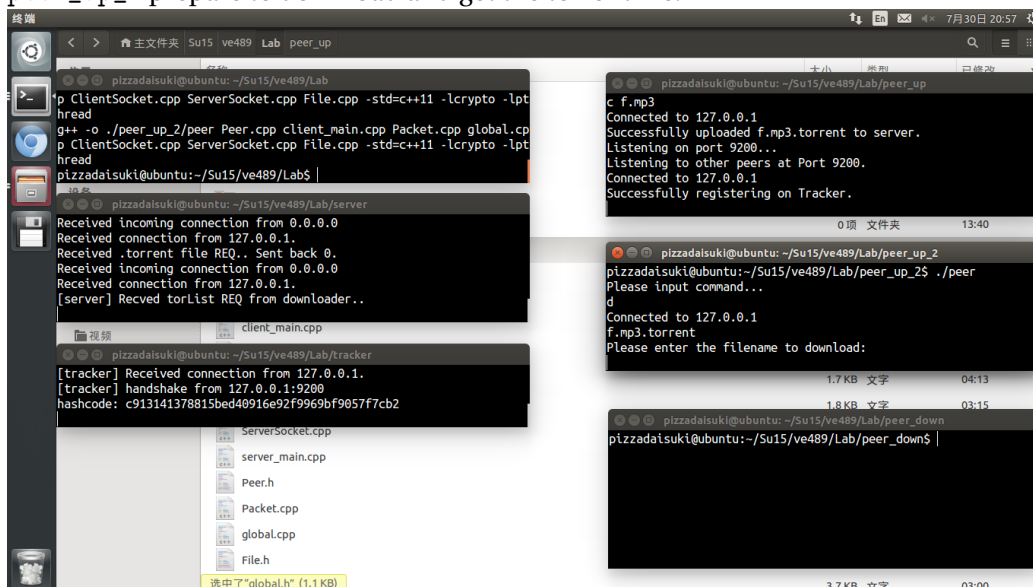 终端
En
7月30日 20:57
主文件夹 Su15 ve489 Lab peer_up
pizzadaisuki@ubuntu: ~/Su15/ve489/Lab
p ClientSocket.cpp ServerSocket.cpp File.cpp -std=c++11 -lcrypto -lpt
hread
g++ -o ./peer_up_2/peer Peer.cpp client_main.cpp Packet.cpp global.cp
p ClientSocket.cpp ServerSocket.cpp File.cpp -std=c++11 -lcrypto -lpt
hread
pizzadaisuki@ubuntu:~/Su15/ve489/Lab$
pizzadaisuki@ubuntu: ~/Su15/ve489/Lab/server
Received incoming connection from 0.0.0.0
Received connection from 127.0.0.1.
Received .torrent file REQ.. Sent back 0.
Received incoming connection from 0.0.0.0
Received connection from 127.0.0.1.
[server] Recved torList REQ from downloader..
视频
client_main.cpp
pizzadaisuki@ubuntu: ~/Su15/ve489/Lab/tracker
[tracker] Received connection from 127.0.0.1.
[tracker] handshake from 127.0.0.1:9200
hashcode: c913141378815bed40916e92f9969bf9057f7cb2
ServerSocket.cpp
server_main.cpp
Peer.h
Packet.cpp
global.cpp
File.h
选中了"global.h" (1.1 KB)
pizzadaisuki@ubuntu: ~/Su15/ve489/Lab/peer_up
c f.mp3
Connected to 127.0.0.1
Successfully uploaded f.mp3.torrent to server.
Listening on port 9200...
Listening to other peers at Port 9200.
Connected to 127.0.0.1
Successfully registering on Tracker.
0 项 文件夹 13:40
pizzadaisuki@ubuntu: ~/Su15/ve489/Lab/peer_up_2
pizzadaisuki@ubuntu:~/Su15/ve489/Lab/peer_up_2$ ./peer
Please input command...
d
Connected to 127.0.0.1
f.mp3.torrent
Please enter the filename to download:
1.7 KB 文字 04:13
1.8 KB 文字 03:15
pizzadaisuki@ubuntu: ~/Su15/ve489/Lab/peer_down
pizzadaisuki@ubuntu:~/Su15/ve489/Lab/peer_down$
3.7 KB 文字 03:00